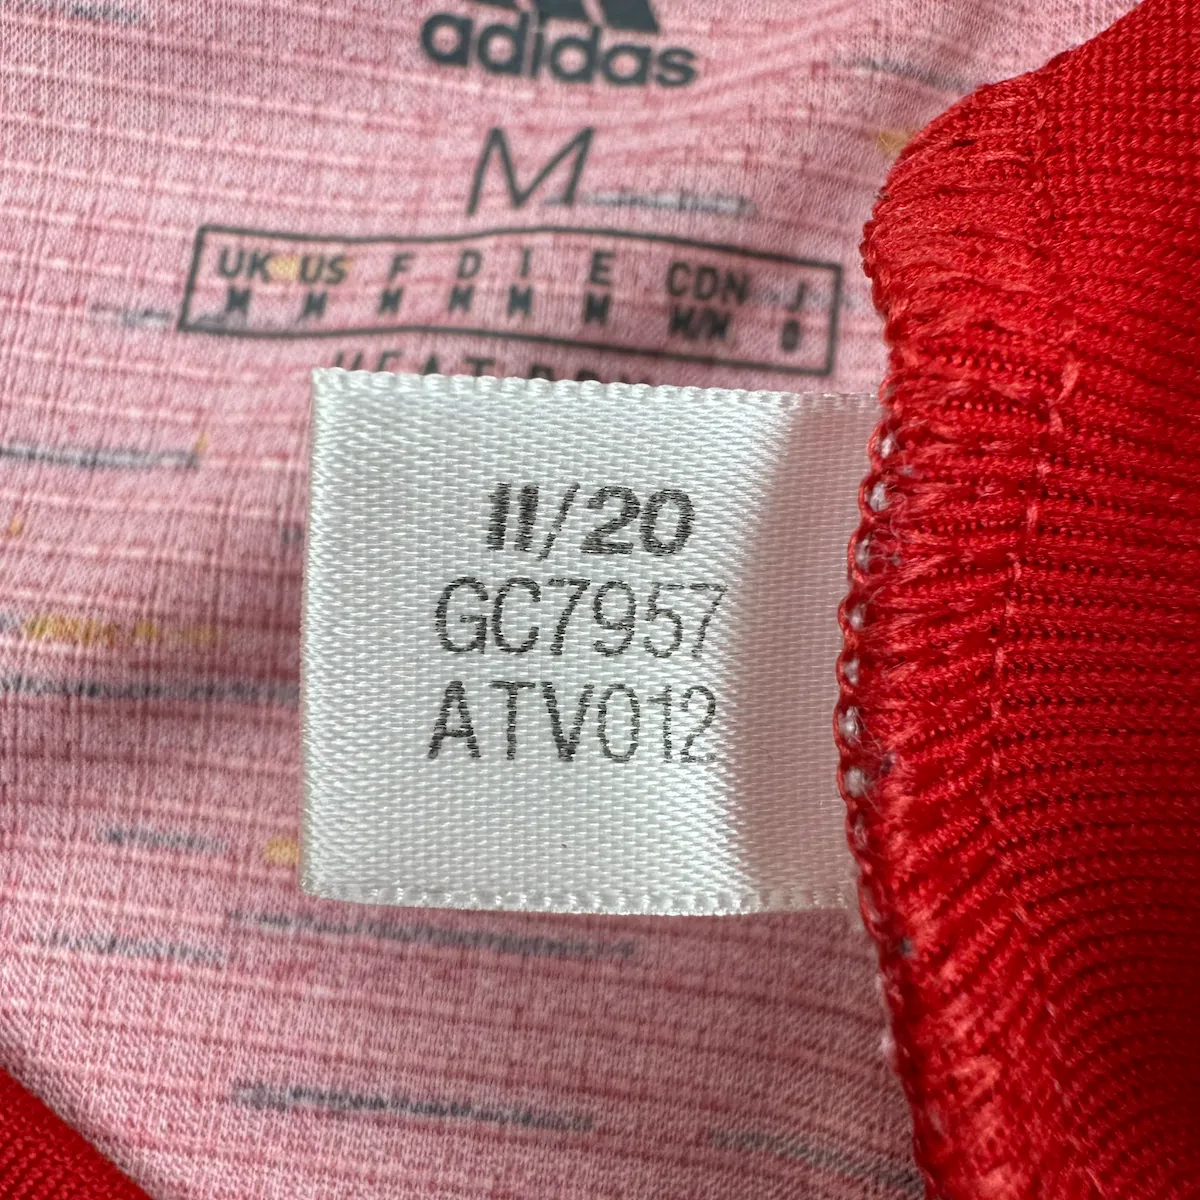 adidas
M
UK US F D I E CDN J
M M M M M M M/M O
11/20
GC7957
ATV012